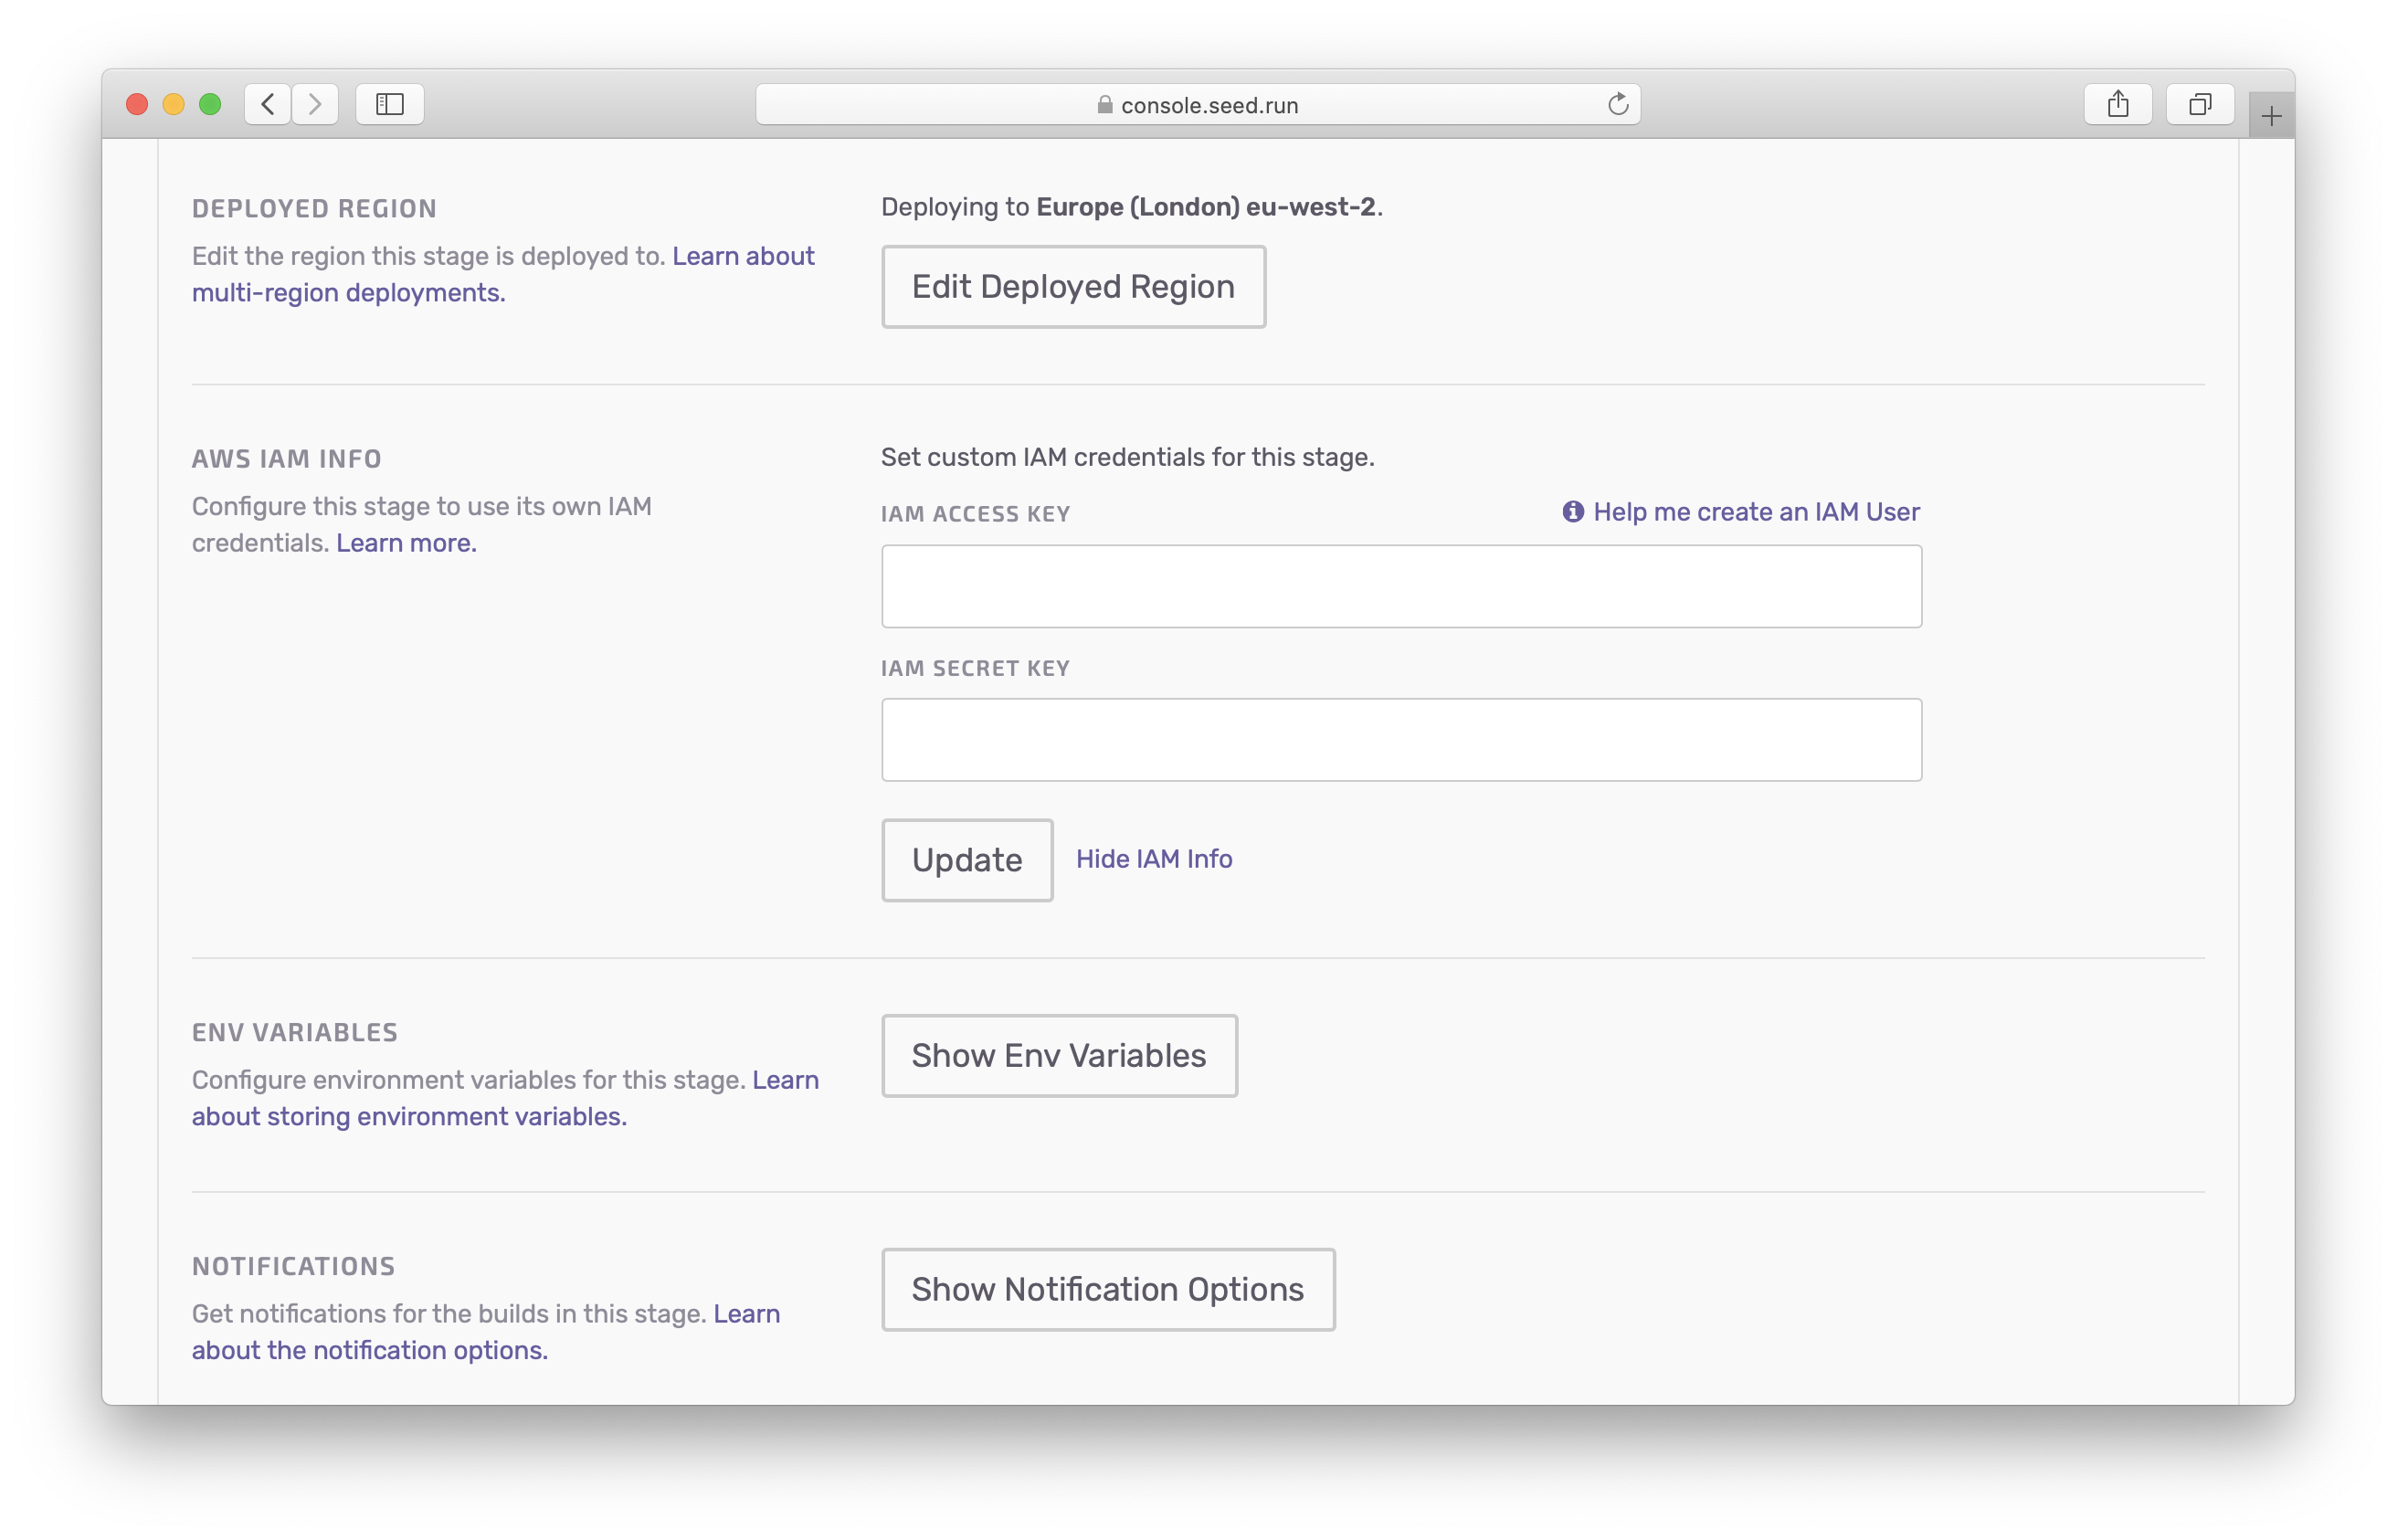 console.seed.run
DEPLOYED REGION
Edit the region this stage is deployed to. Learn about
multi-region deployments.
Deploying to Europe (London) eu-west-2.
Edit Deployed Region
AWS IAM INFO
Configure this stage to use its own IAM
credentials. Learn more.
Set custom IAM credentials for this stage.
IAM ACCESS KEY
Help me create an IAM User
IAM SECRET KEY
Update
Hide IAM Info
ENV VARIABLES
Configure environment variables for this stage. Learn
about storing environment variables.
Show Env Variables
NOTIFICATIONS
Get notifications for the builds in this stage. Learn
about the notification options.
Show Notification Options